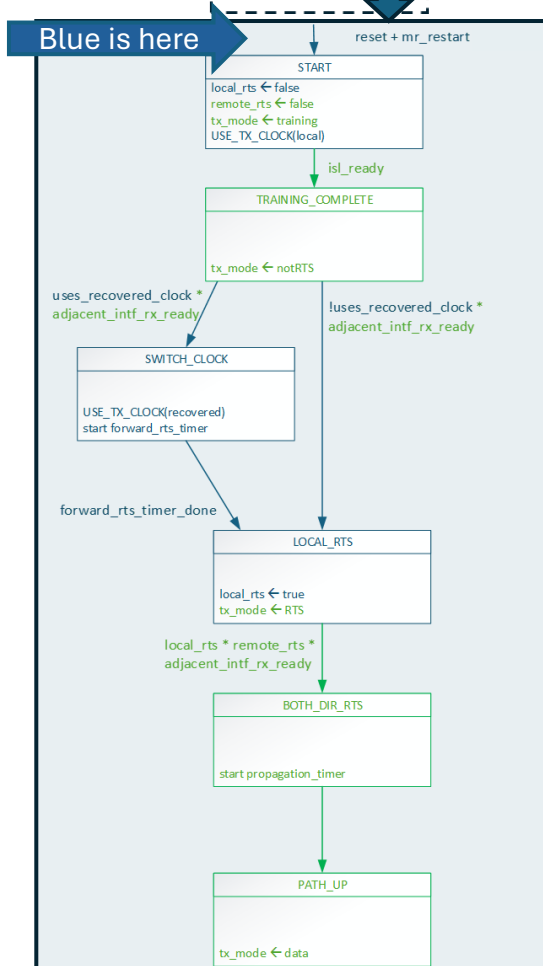 Blue is here
reset + mr_restart
START
local_rts ← false
remote_rts ← false
tx_mode ← training
USE_TX_CLOCK(local)
isl_ready
TRAINING_COMPLETE
tx_mode ← notRTS
uses_recovered_clock *
adjacent_intf_rx_ready
!uses_recovered_clock *
adjacent_intf_rx_ready
SWITCH_CLOCK
USE_TX_CLOCK(recovered)
start forward_rts_timer
forward_rts_timer_done
LOCAL_RTS
local_rts ← true
tx_mode ← RTS
local_rts * remote_rts *
adjacent_intf_rx_ready
BOTH_DIR_RTS
start propagation_timer
PATH_UP
tx_mode ← data